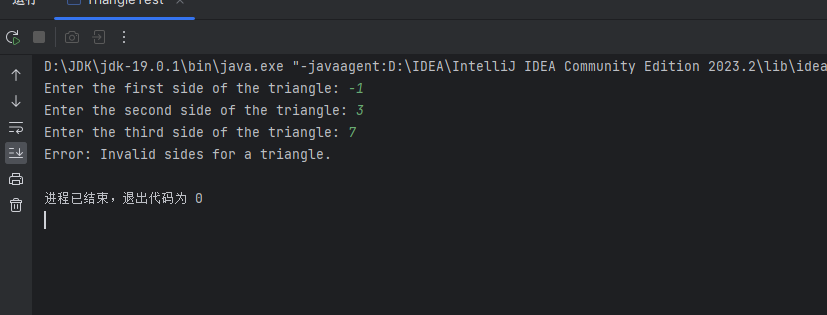 运行
TriangleTest
D:\JDK\jdk-19.0.1\bin\java.exe "-javaagent:D:\IDEA\IntelliJ IDEA Community Edition 2023.2\lib\idea
Enter the first side of the triangle: -1
Enter the second side of the triangle: 3
Enter the third side of the triangle: 7
Error: Invalid sides for a triangle.
进程已结束，退出代码为 0